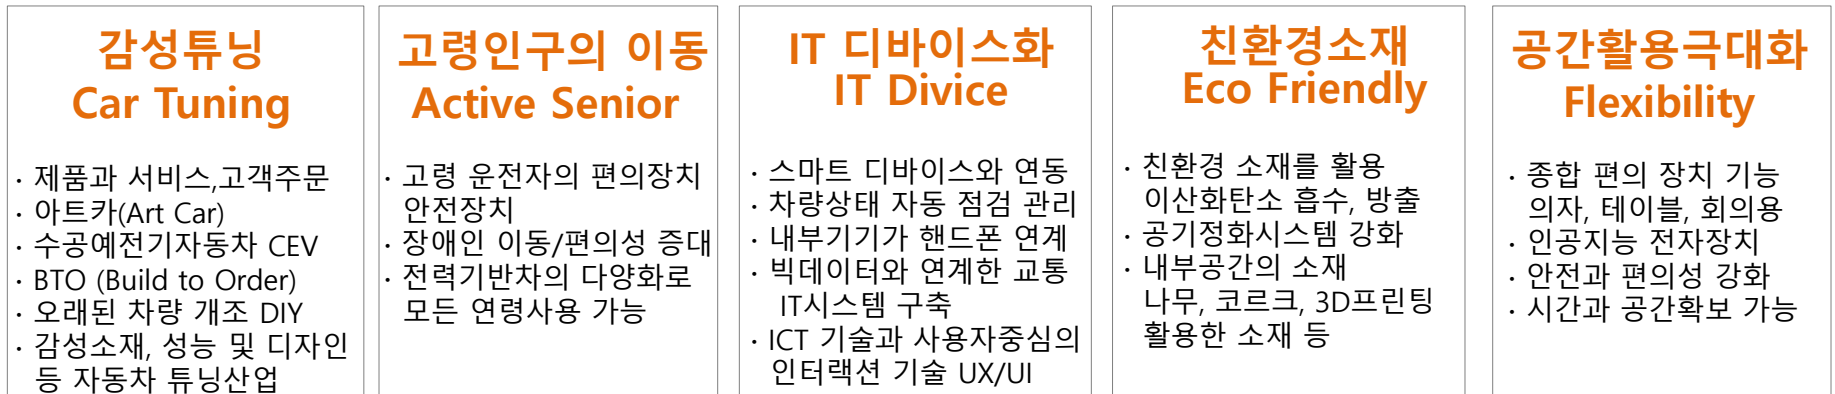 감성튜닝
Car Tuning
· 제품과 서비스,고객주문
· 아트카(Art Car)
· 수공예전기자동차 CEV
· BTO (Build to Order)
· 오래된 차량 개조 DIY
· 감성소재, 성능 및 디자인
등 자동차 튜닝산업
고령인구의 이동
Active Senior
· 고령 운전자의 편의장치
안전장치
· 장애인 이동/편의성 증대
· 전력기반차의 다양화로
모든 연령사용 가능
IT 디바이스화
IT Divice
· 스마트 디바이스와 연동
· 차량상태 자동 점검 관리
· 내부기기가 핸드폰 연계
· 빅데이터와 연계한 교통
IT시스템 구축
· ICT 기술과 사용자중심의
인터랙션 기술 UX/UI
친환경소재
Eco Friendly
· 친환경 소재를 활용
이산화탄소 흡수, 방출
· 공기정화시스템 강화
· 내부공간의 소재
나무, 코르크, 3D프린팅
활용한 소재 등
공간활용극대화
Flexibility
· 종합 편의 장치 기능
의자, 테이블, 회의용
· 인공지능 전자장치
· 안전과 편의성 강화
· 시간과 공간확보 가능